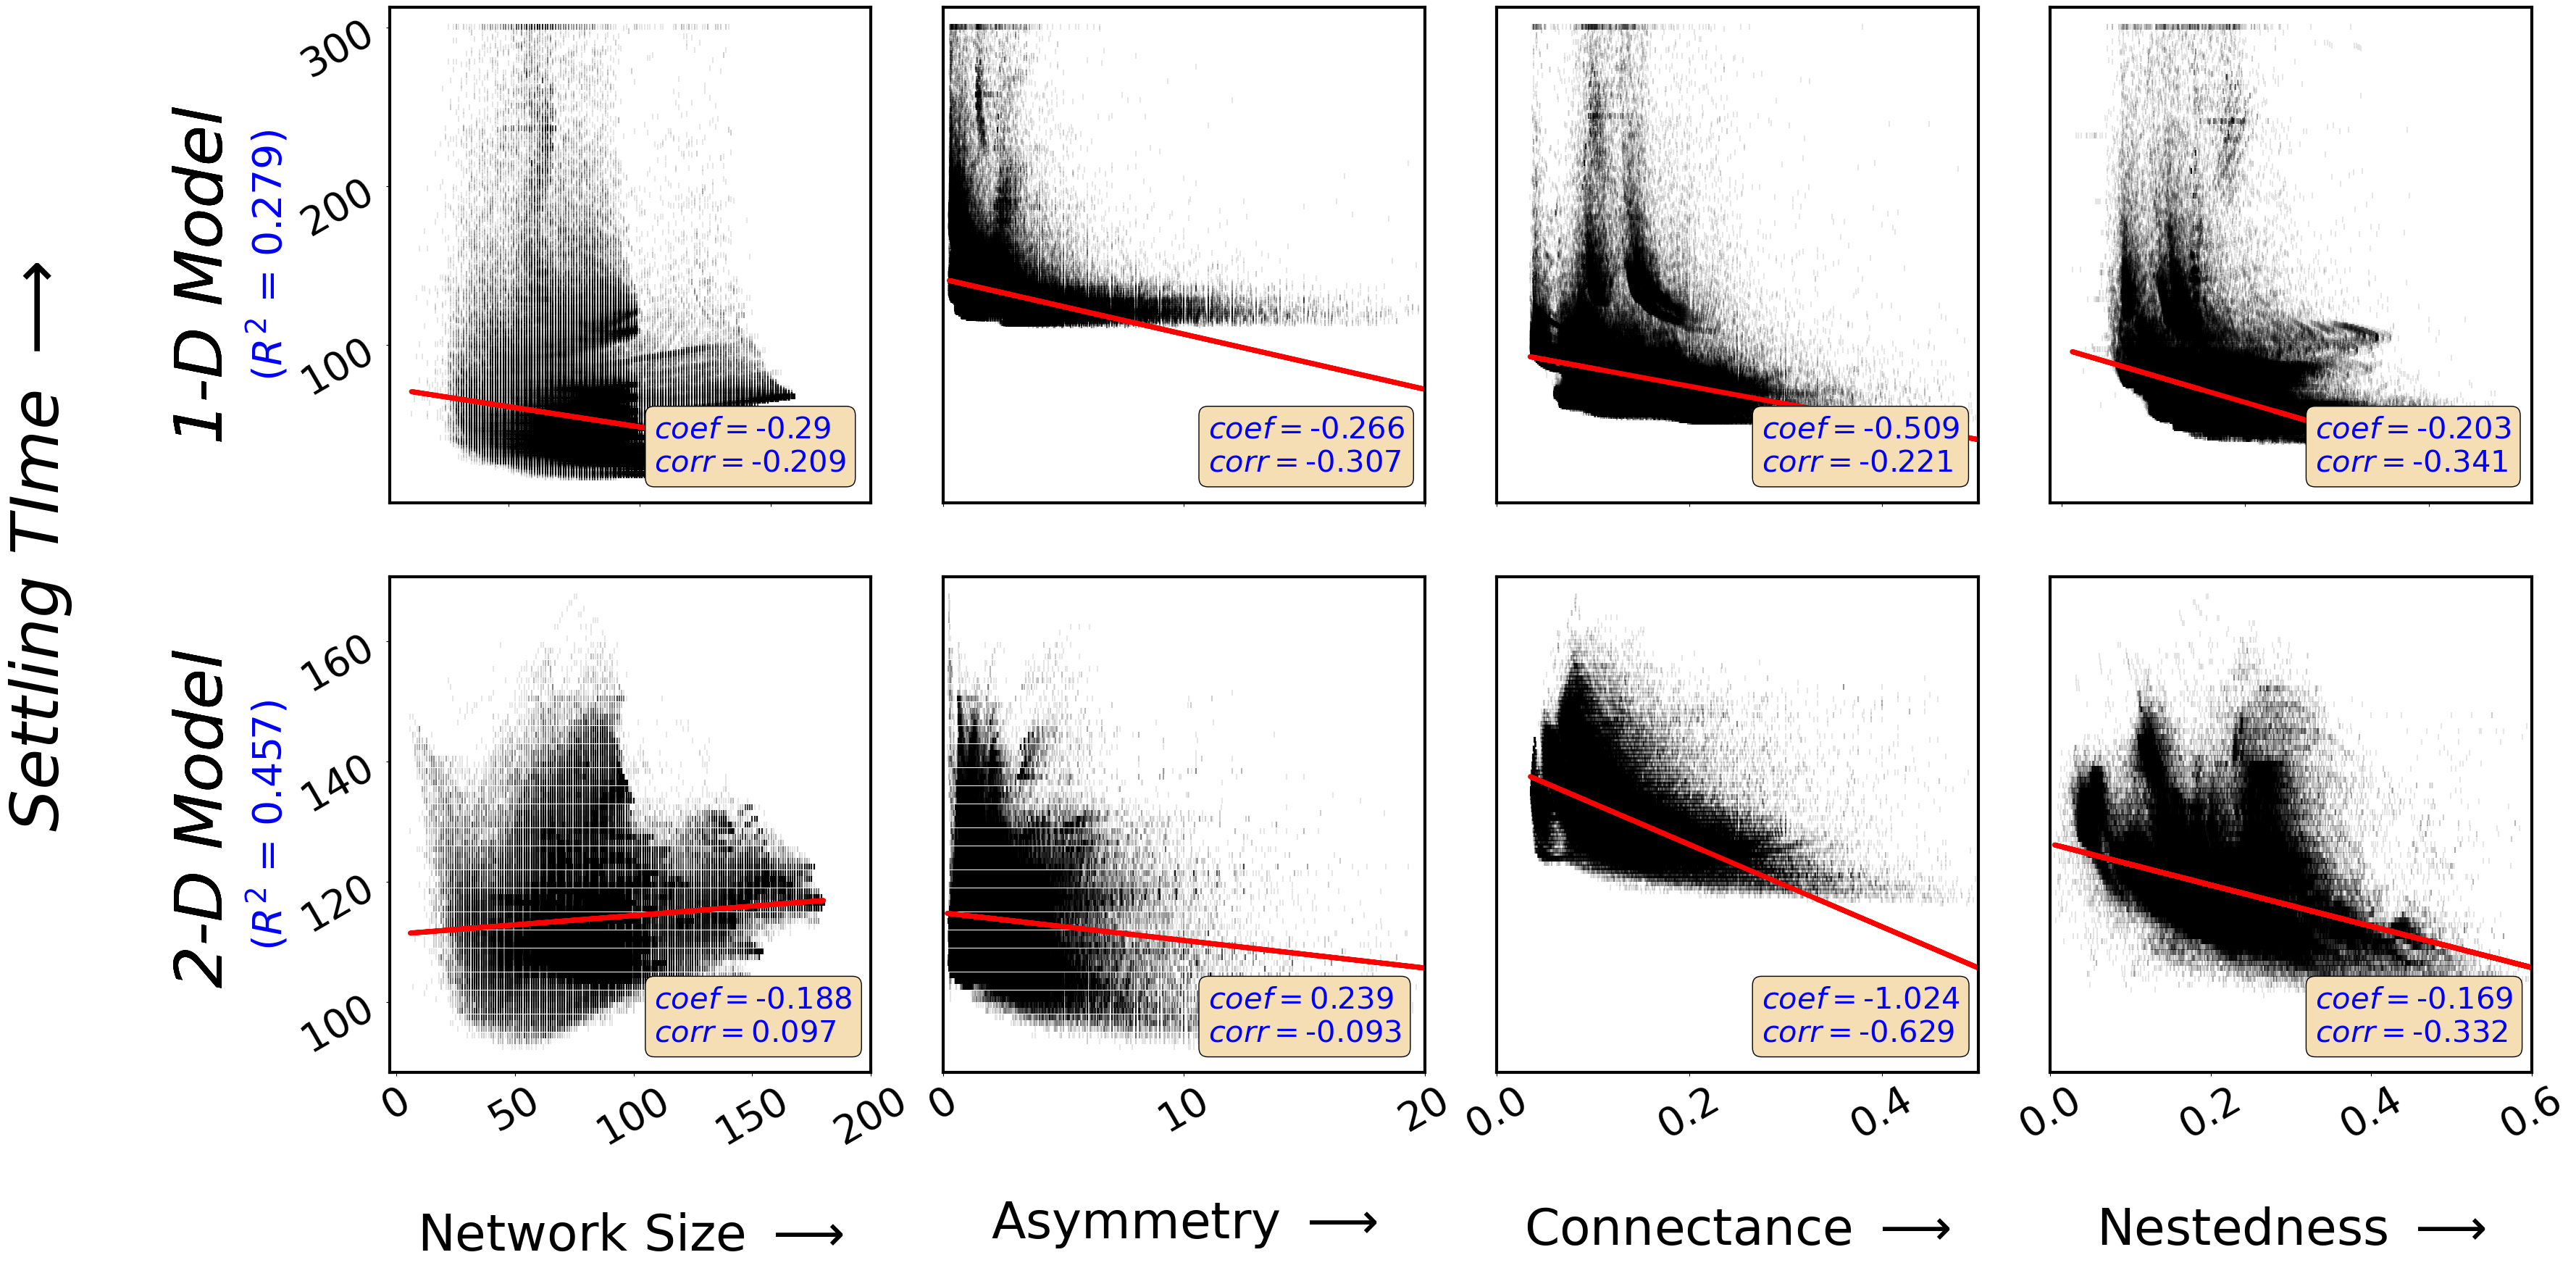 Settling TIme ⟶
1-D Model
(R² = 0.279)
300
200
100
coef = -0.29
corr = -0.209
coef = -0.266
corr = -0.307
coef = -0.509
corr = -0.221
coef = -0.203
corr = -0.341
2-D Model
(R² = 0.457)
160
140
120
100
coef = -0.188
corr = 0.097
coef = 0.239
corr = -0.093
coef = -1.024
corr = -0.629
coef = -0.169
corr = -0.332
0 50 100 150 200
0 10 20
0.0 0.2 0.4
0.0 0.2 0.4 0.6
Network Size ⟶
Asymmetry ⟶
Connectance ⟶
Nestedness ⟶